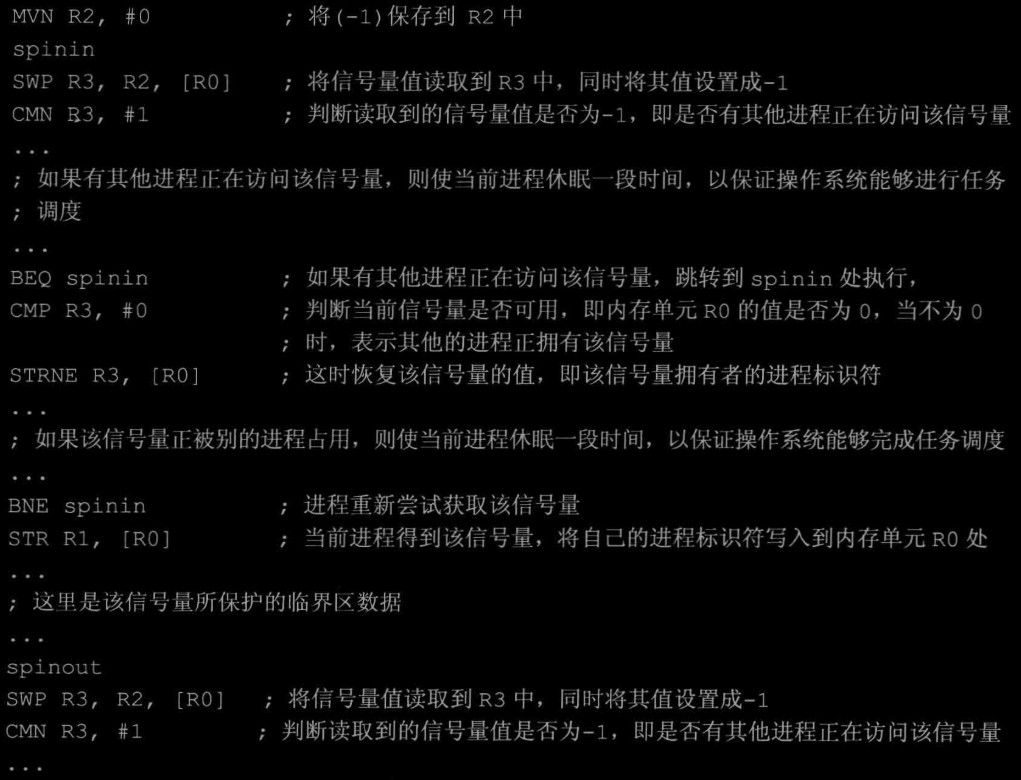 MVN R2, #0 ; 将(-1)保存到 R2 中
spinin
SWP R3, R2, [R0] ; 将信号量值读取到 R3 中，同时将其值设置成-1
CMN R3, #1 ; 判断读取到的信号量值是否为-1，即是否有其他进程正在访问该信号量
...
; 如果有其他进程正在访问该信号量，则使当前进程休眠一段时间，以保证操作系统能够进行任务
; 调度
...
BEQ spinin ; 如果有其他进程正在访问该信号量，跳转到 spinin 处执行，
CMP R3, #0 ; 判断当前信号量是否可用，即内存单元 R0 的值是否为 0，当不为 0
; 时，表示其他的进程正拥有该信号量
STRNE R3, [R0] ; 这时恢复该信号量的值，即该信号量拥有者的进程标识符
...
; 如果该信号量正被别的进程占用，则使当前进程休眠一段时间，以保证操作系统能够完成任务调度
...
BNE spinin ; 进程重新尝试获取该信号量
STR R1, [R0] ; 当前进程得到该信号量，将自己的进程标识符写入到内存单元 R0 处
...
; 这里是该信号量所保护的临界区数据
...
spinout
SWP R3, R2, [R0] ; 将信号量值读取到 R3 中，同时将其值设置成-1
CMN R3, #1 ; 判断读取到的信号量值是否为-1，即是否有其他进程正在访问该信号量
...